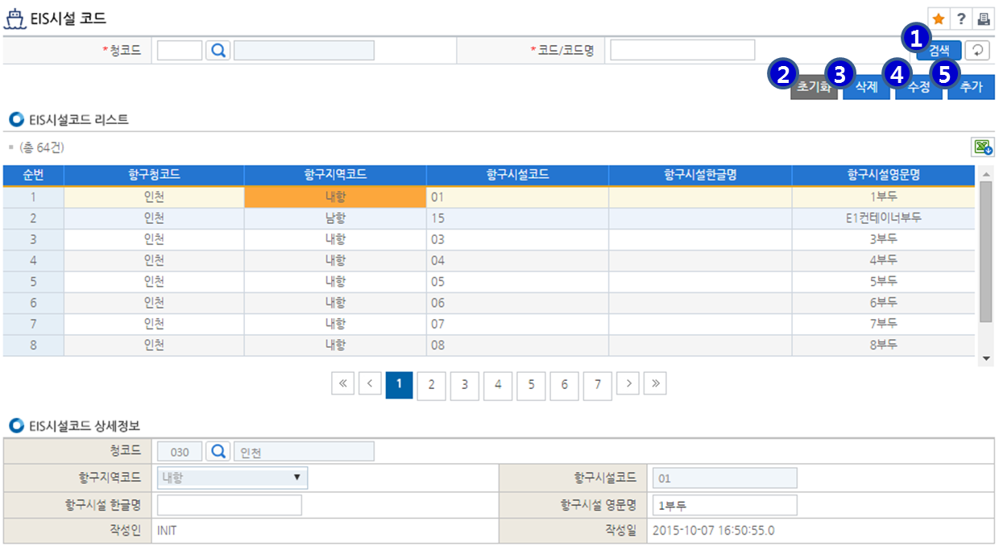 EIS시설 코드
?
*청코드 *코드/코드명 1 검색
2 초기화 3 삭제 4 수정 5 추가
EIS시설코드 리스트
(총 64건)
순번 항구청코드 항구지역코드 항구시설코드 항구시설한글명 항구시설영문명
1 인천 내항 01 1부두
2 인천 남항 15 E1컨테이너부두
3 인천 내항 03 3부두
4 인천 내항 04 4부두
5 인천 내항 05 5부두
6 인천 내항 06 6부두
7 인천 내항 07 7부두
8 인천 내항 08 8부두
« < 1 2 3 4 5 6 7 > »
EIS시설코드 상세정보
청코드 030 인천
항구지역코드 내항 ▼ 항구시설코드 01
항구시설 한글명 항구시설 영문명 1부두
작성인 INIT 작성일 2015-10-07 16:50:55.0